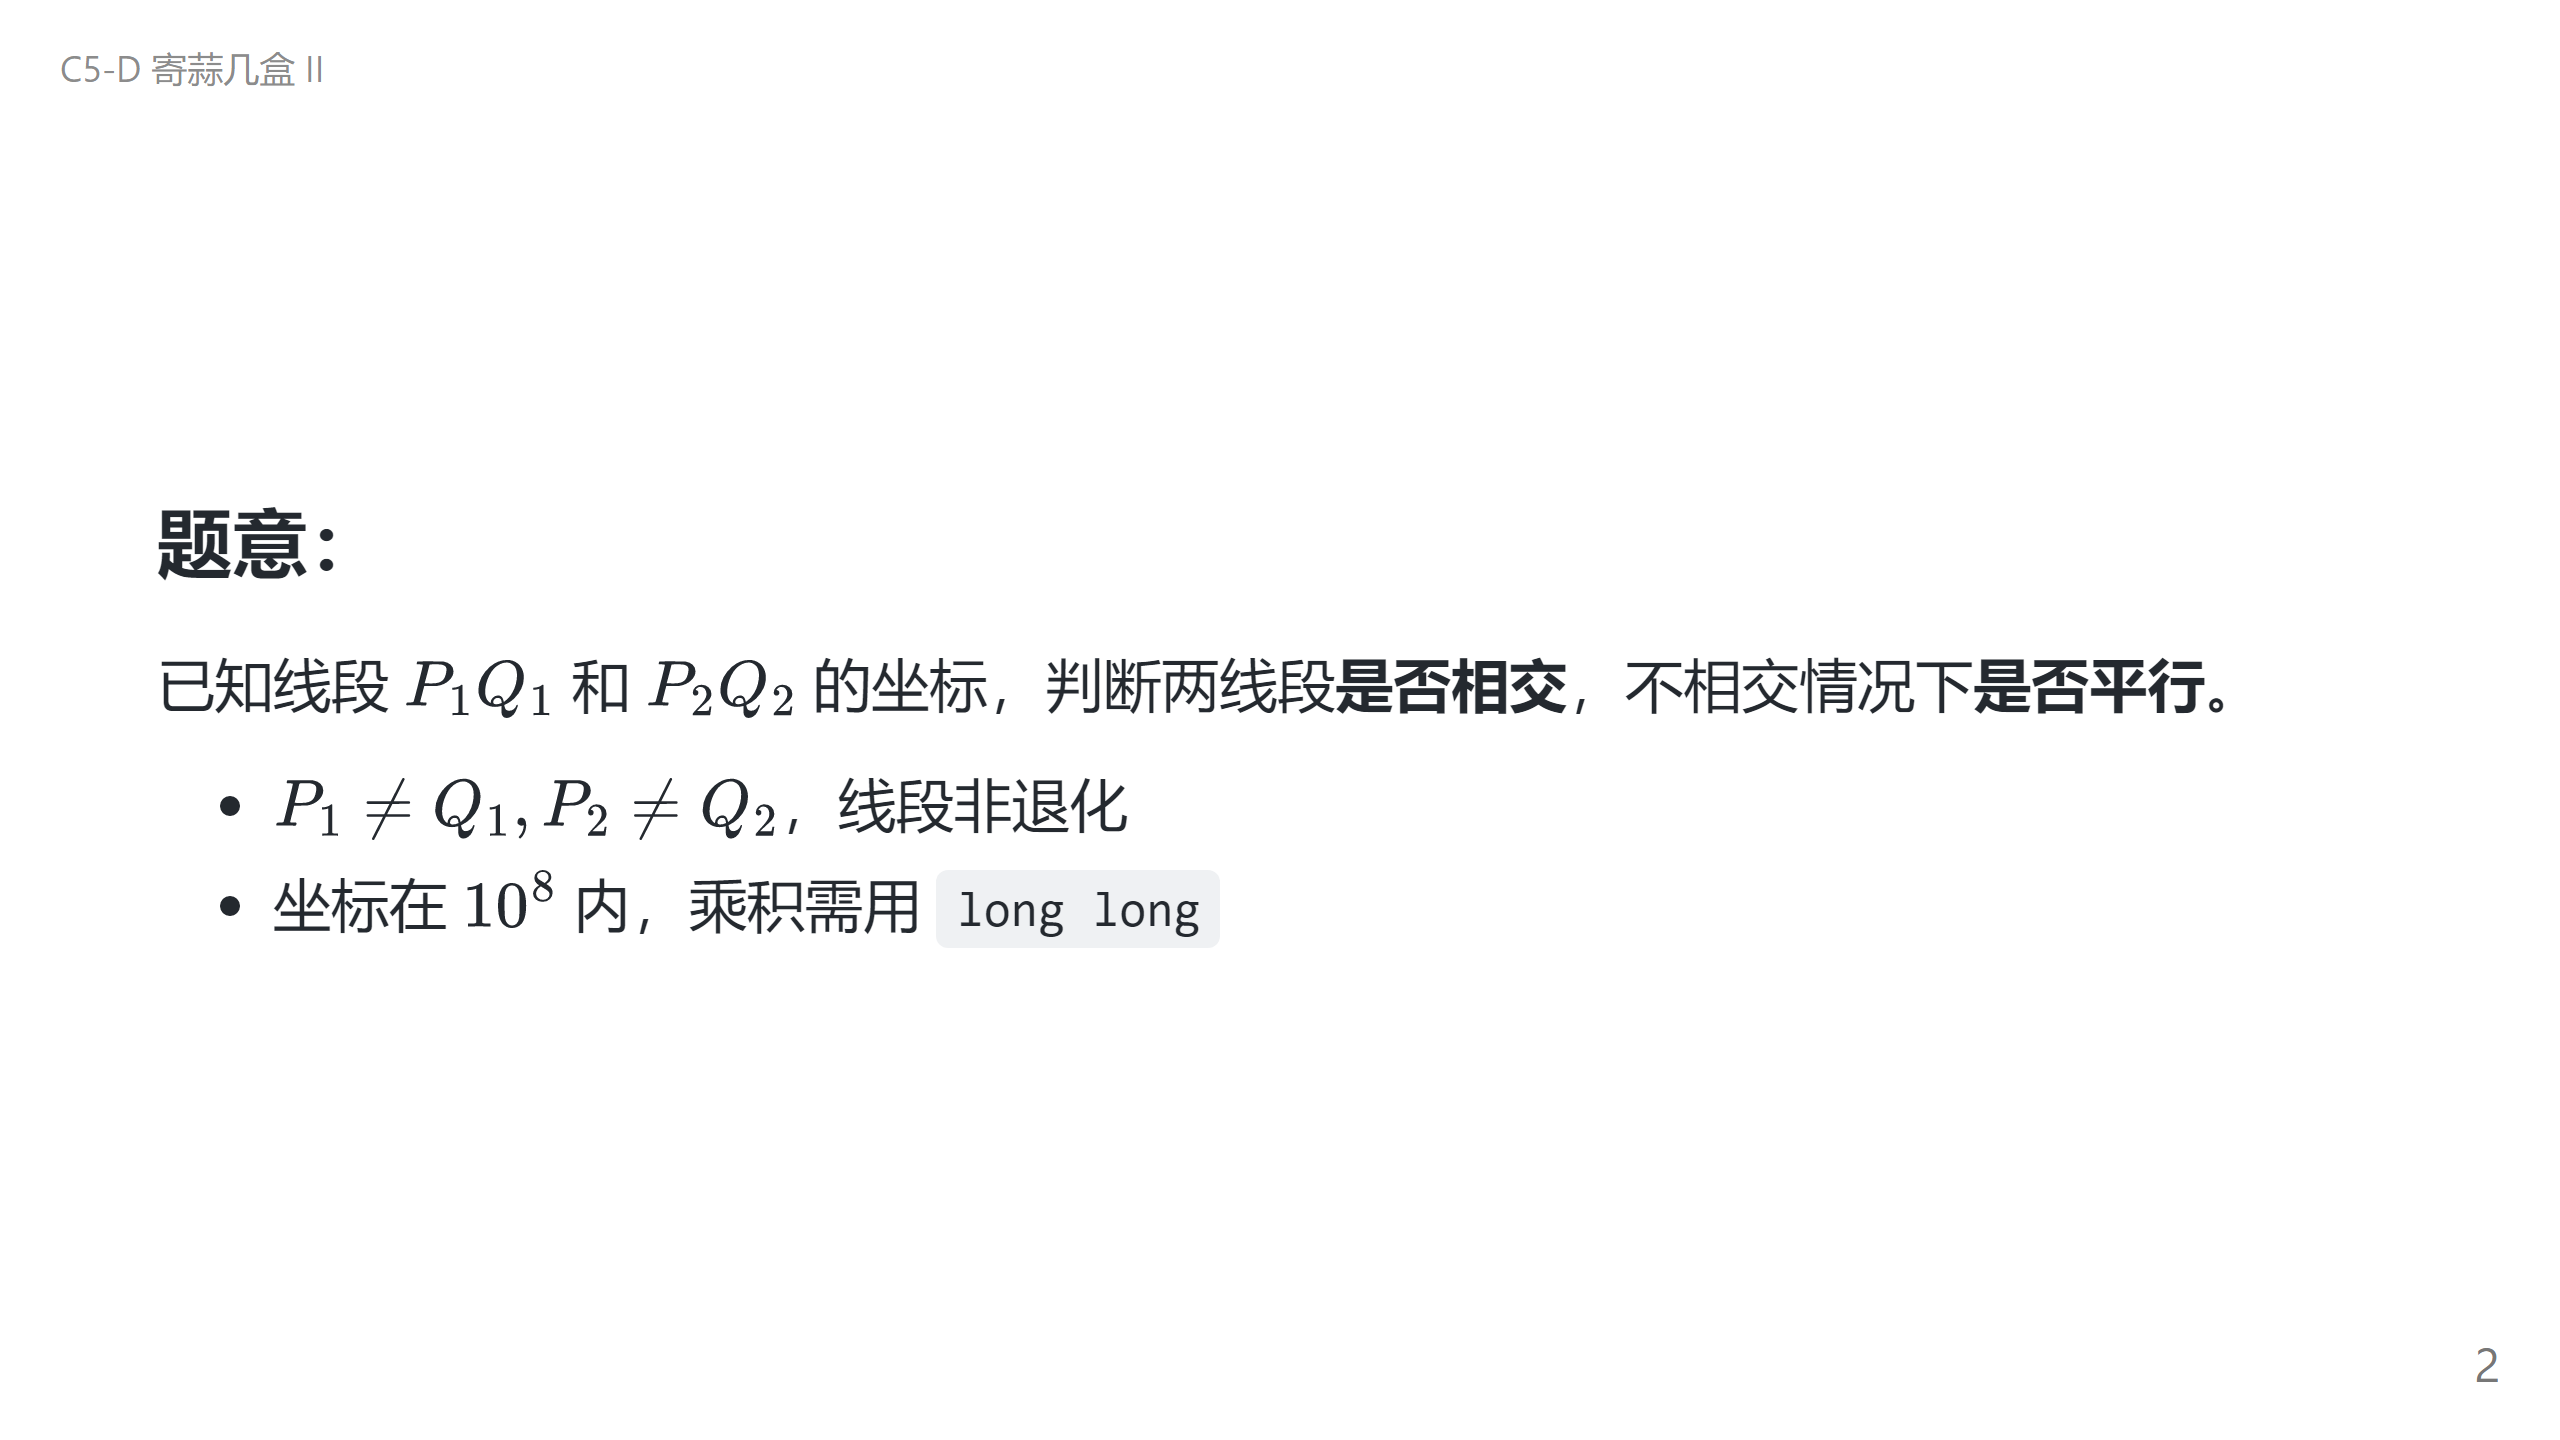 C5-D 寄蒜几盒 II
题意：
已知线段 P₁Q₁ 和 P₂Q₂ 的坐标，判断两线段是否相交，不相交情况下是否平行。
• P₁ ≠ Q₁, P₂ ≠ Q₂，线段非退化
• 坐标在 10⁸ 内，乘积需用 long long
2